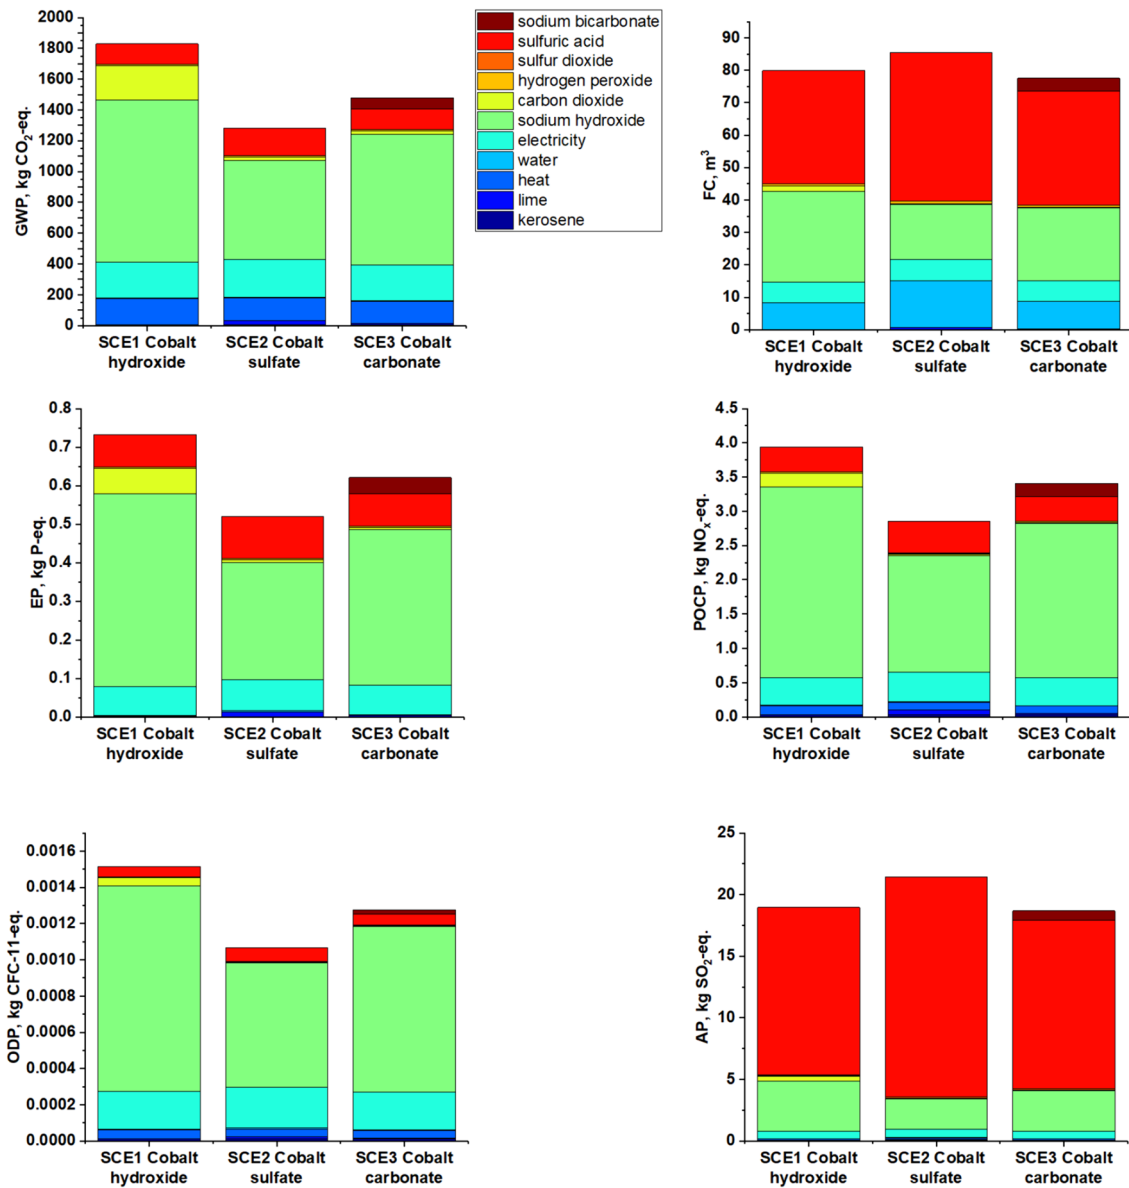 GWP, kg CO₂-eq.
2000
1800
1600
1400
1200
1000
800
600
400
200
0
SCE1 Cobalt hydroxide
SCE2 Cobalt sulfate
SCE3 Cobalt carbonate
sodium bicarbonate
sulfuric acid
sulfur dioxide
hydrogen peroxide
carbon dioxide
sodium hydroxide
electricity
water
heat
lime
kerosene
FC, m³
90
80
70
60
50
40
30
20
10
0
SCE1 Cobalt hydroxide
SCE2 Cobalt sulfate
SCE3 Cobalt carbonate
EP, kg P-eq.
0.8
0.7
0.6
0.5
0.4
0.3
0.2
0.1
0.0
SCE1 Cobalt hydroxide
SCE2 Cobalt sulfate
SCE3 Cobalt carbonate
POCP, kg NOₓ-eq.
4.5
4.0
3.5
3.0
2.5
2.0
1.5
1.0
0.5
0.0
SCE1 Cobalt hydroxide
SCE2 Cobalt sulfate
SCE3 Cobalt carbonate
ODP, kg CFC-11-eq.
0.0016
0.0014
0.0012
0.0010
0.0008
0.0006
0.0004
0.0002
0.0000
SCE1 Cobalt hydroxide
SCE2 Cobalt sulfate
SCE3 Cobalt carbonate
AP, kg SO₂-eq.
25
20
15
10
5
0
SCE1 Cobalt hydroxide
SCE2 Cobalt sulfate
SCE3 Cobalt carbonate